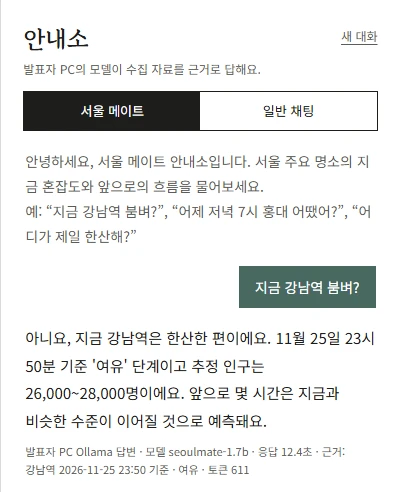 안내소
새 대화
발표자 PC의 모델이 수집 자료를 근거로 답해요.
서울 메이트
일반 채팅
안녕하세요, 서울 메이트 안내소입니다. 서울 주요 명소의 지
금 혼잡도와 앞으로의 흐름을 물어보세요.
예: “지금 강남역 붐벼?”, “어제 저녁 7시 홍대 어땠어?”, “어
디가 제일 한산해?”
지금 강남역 붐벼?
아니요, 지금 강남역은 한산한 편이에요. 11월 25일 23시
50분 기준 '여유' 단계이고 추정 인구는
26,000~28,000명이에요. 앞으로 몇 시간은 지금과
비슷한 수준이 이어질 것으로 예측돼요.
발표자 PC Ollama 답변 · 모델 seoulmate-1.7b · 응답 12.4초 · 근거:
강남역 2026-11-25 23:50 기준 · 여유 · 토큰 611